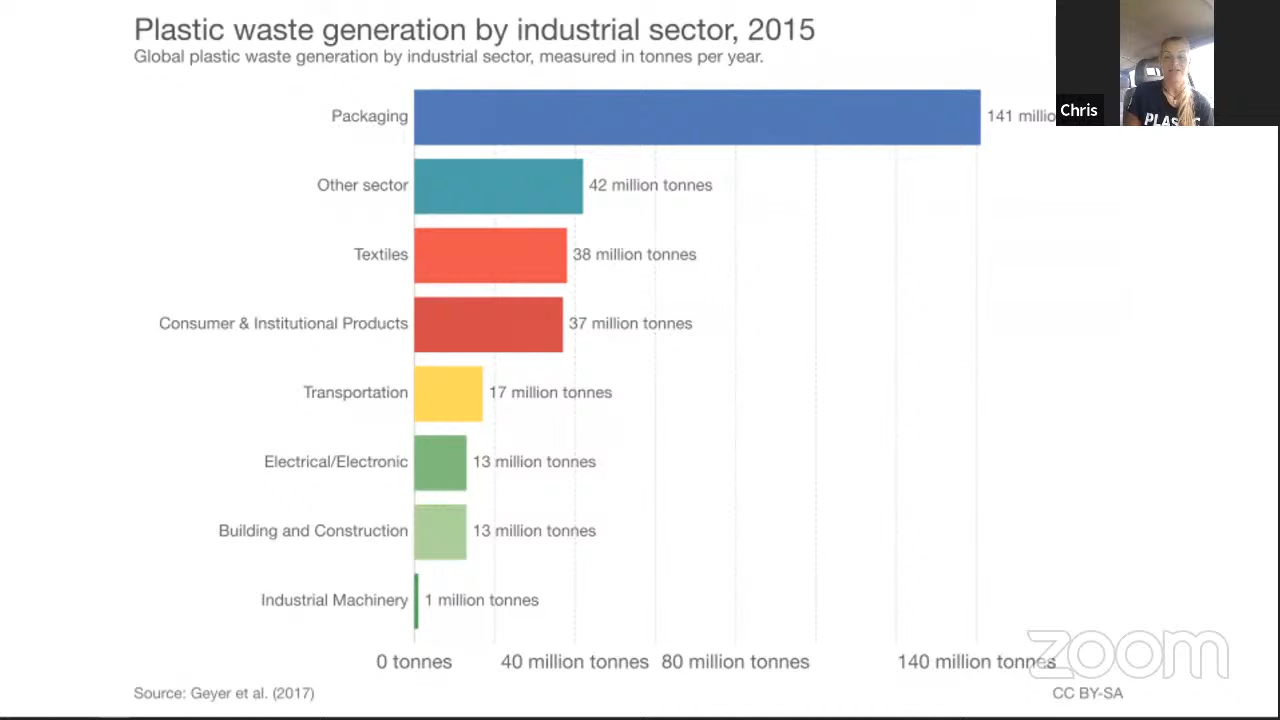 Plastic waste generation by industrial sector, 2015
Global plastic waste generation by industrial sector, measured in tonnes per year.
Chris
Packaging 141 millio
Other sector 42 million tonnes
Textiles 38 million tonnes
Consumer & Institutional Products 37 million tonnes
Transportation 17 million tonnes
Electrical/Electronic 13 million tonnes
Building and Construction 13 million tonnes
Industrial Machinery 1 million tonnes
0 tonnes 40 million tonnes 80 million tonnes 140 million tonnes
zoom
Source: Geyer et al. (2017) CC BY-SA